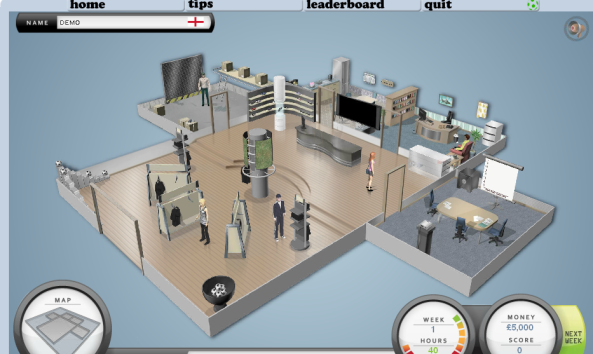 home tips leaderboard quit
NAME DEMO
MAP
WEEK
1
HOURS
40
MONEY
£5,000
SCORE
0
NEXT
WEEK